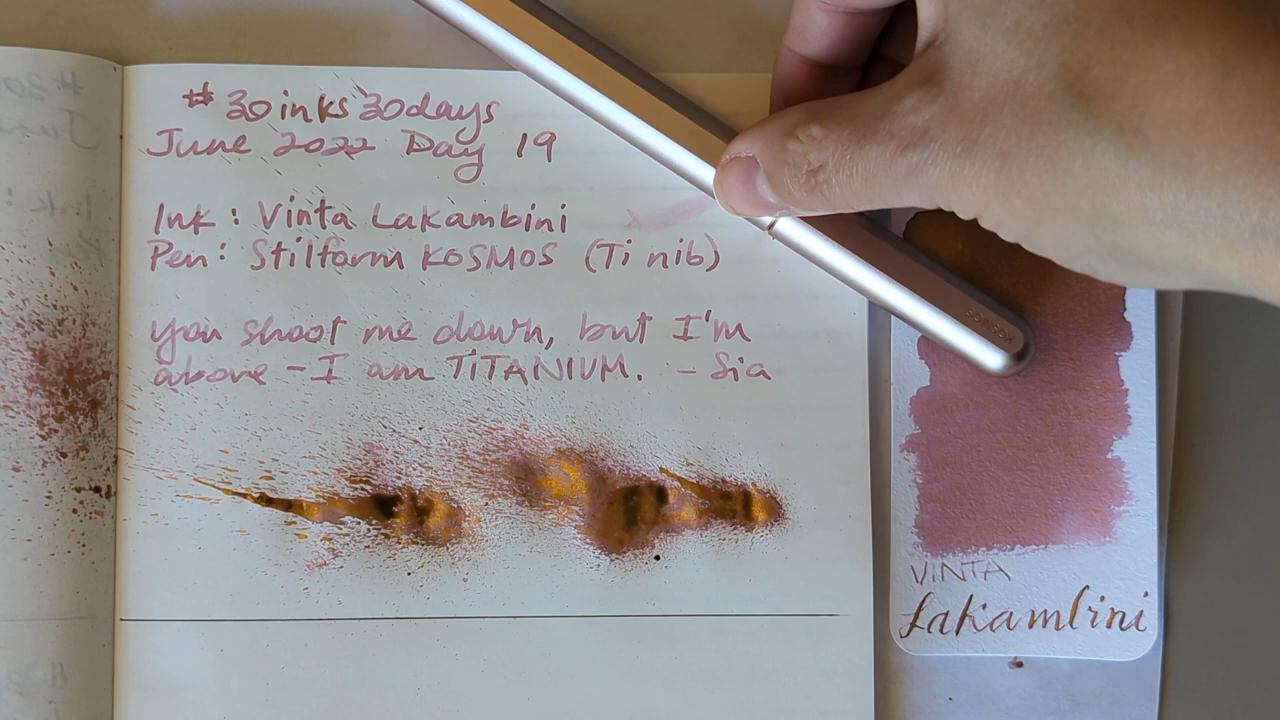 #30inks30days
June 2022 Day 19
Ink: Vinta Lakambini
Pen: Stilform KOSMOS (Ti nib)
you shoot me down, but I'm
above - I am TiTANIUM. - Sia
VINTA
Lakambini